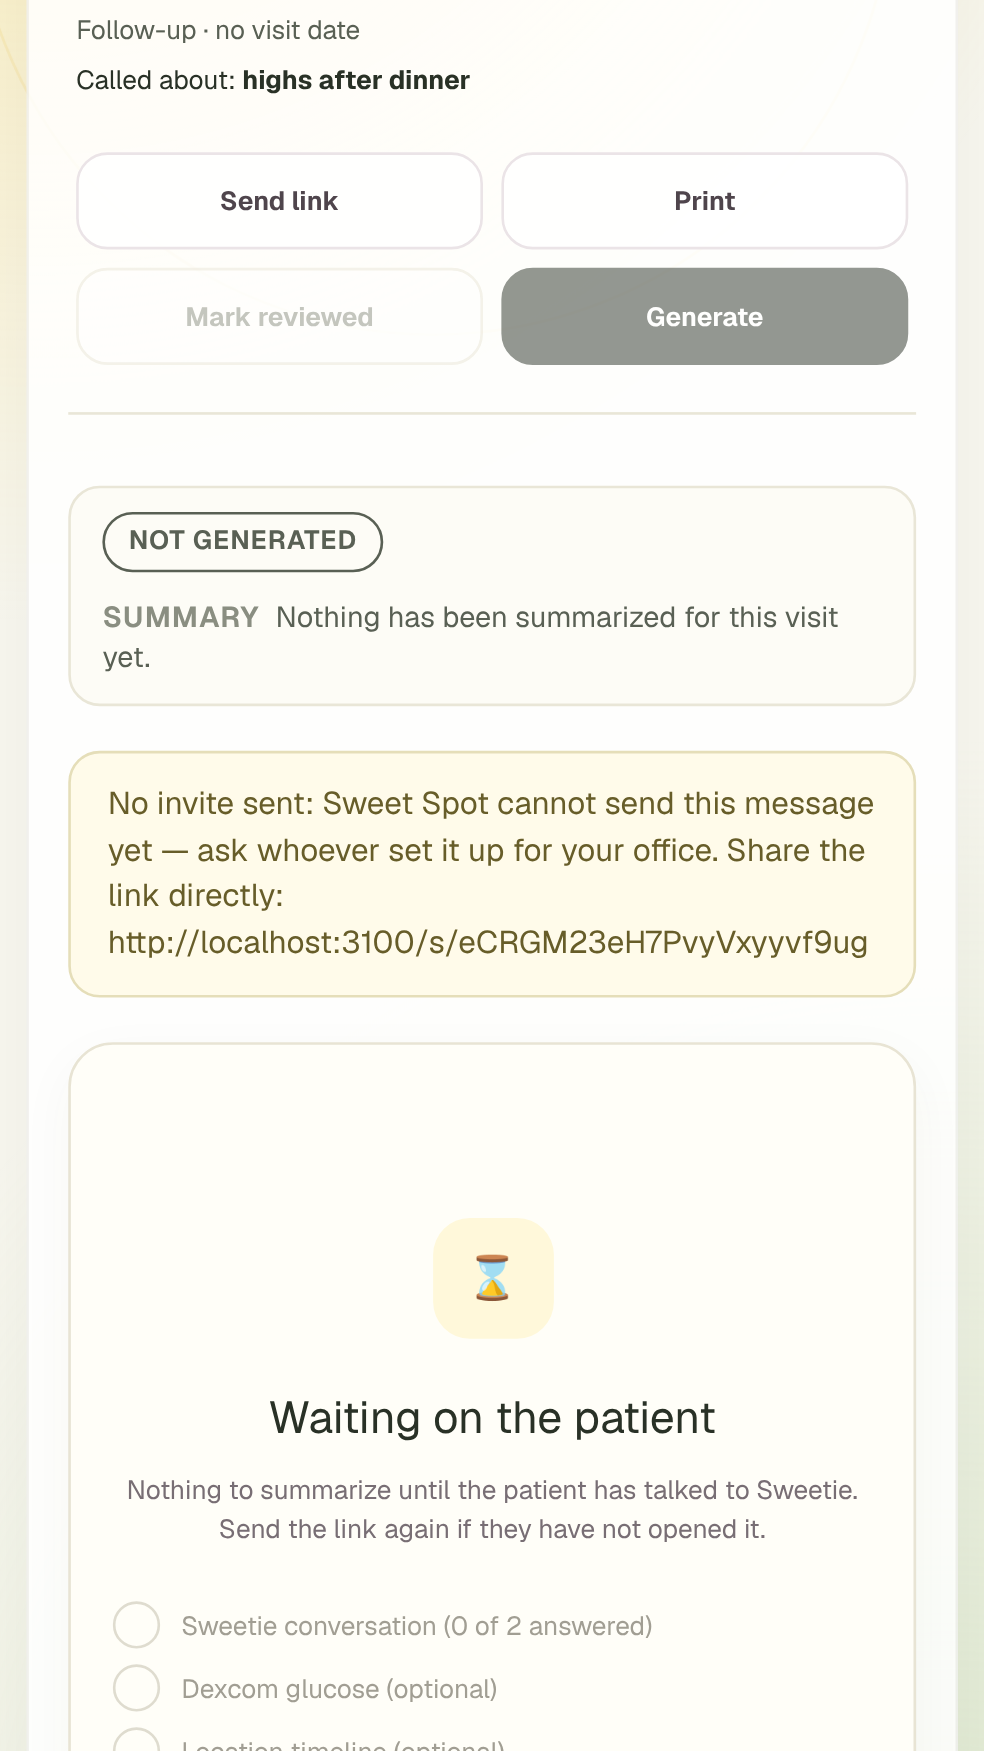 Follow-up · no visit date
Called about: highs after dinner
Send link
Print
Mark reviewed
Generate
NOT GENERATED
SUMMARY Nothing has been summarized for this visit
yet.
No invite sent: Sweet Spot cannot send this message
yet — ask whoever set it up for your office. Share the
link directly:
http://localhost:3100/s/eCRGM23eH7PvyVxyyvf9ug
Waiting on the patient
Nothing to summarize until the patient has talked to Sweetie.
Send the link again if they have not opened it.
Sweetie conversation (0 of 2 answered)
Dexcom glucose (optional)
Location timeline (optional)